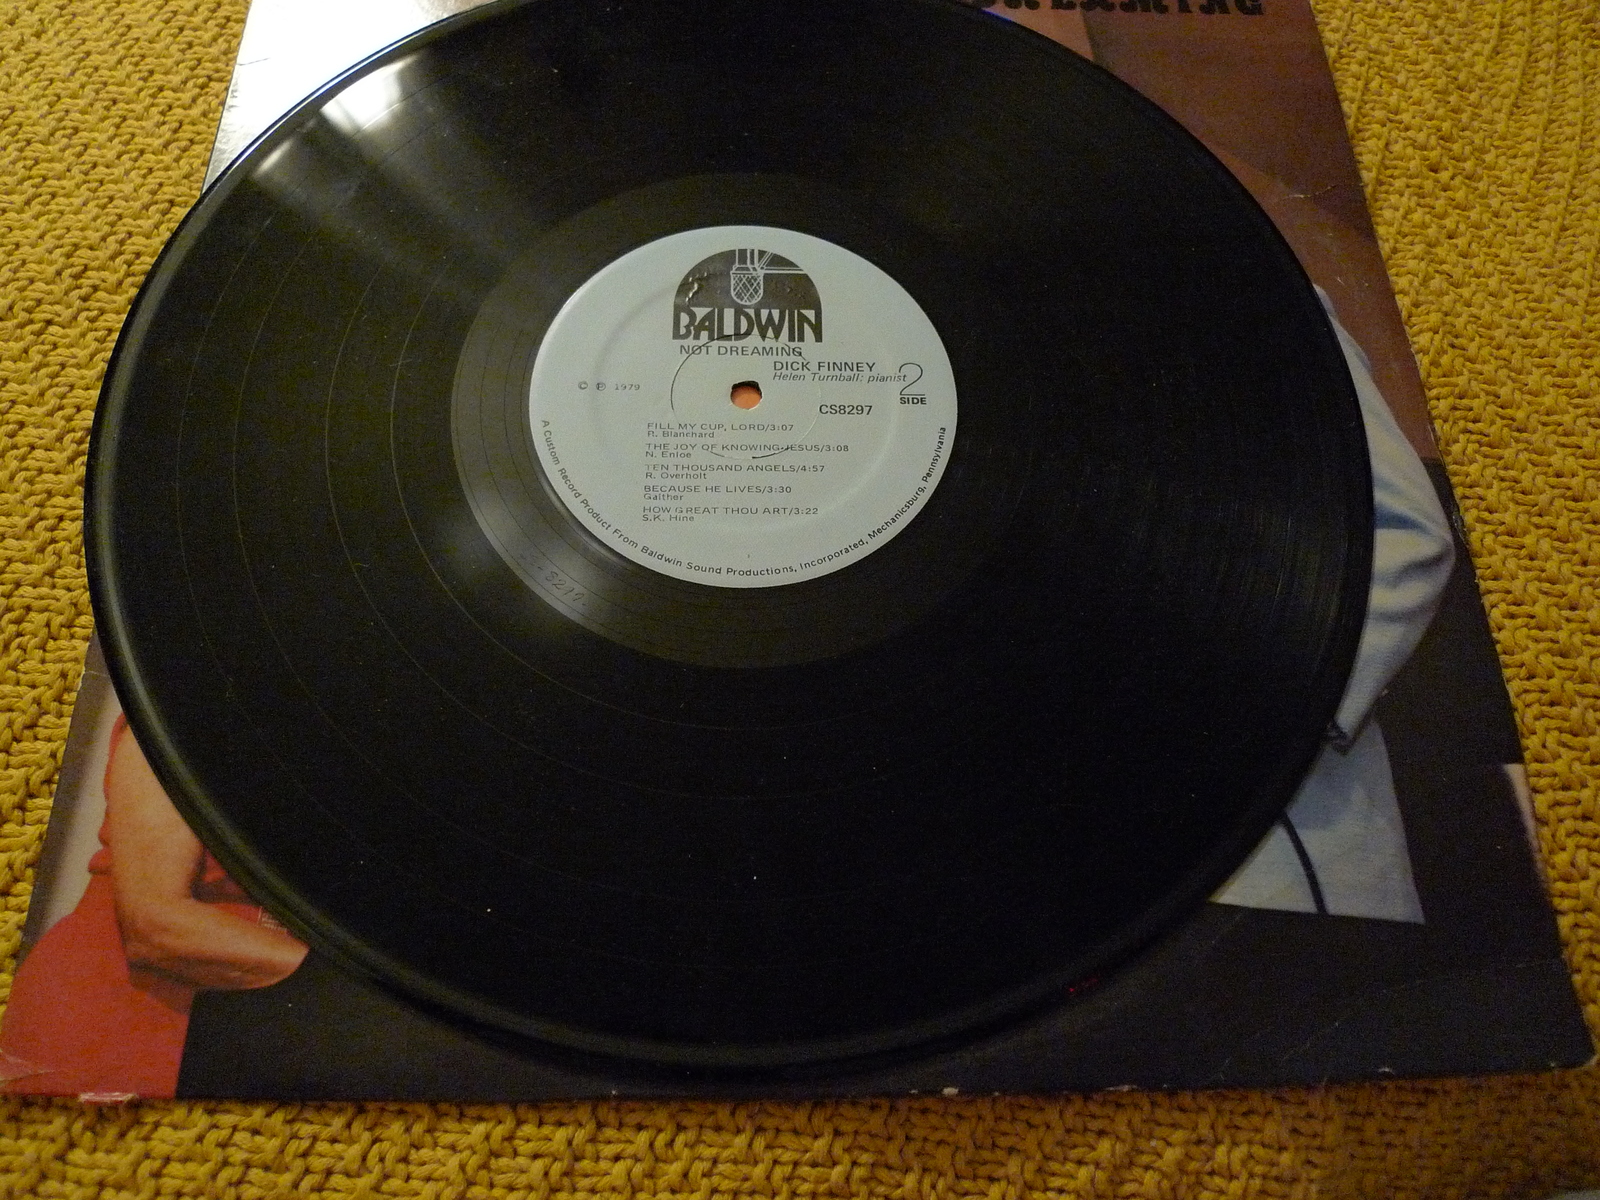 BALDWIN
NOT DREAMING
DICK FINNEY
Helen Turnball: pianist
2
SIDE
© ℗ 1979
CS8297
FILL MY CUP, LORD/3:07
R. Blanchard
THE JOY OF KNOWING JESUS/3:08
N. Enloe
TEN THOUSAND ANGELS/4:57
R. Overholt
BECAUSE HE LIVES/3:30
Gaither
HOW GREAT THOU ART/3:22
S.K. Hine
A Custom Record Product From Baldwin Sound Productions, Incorporated, Mechanicsburg, Pennsylvania